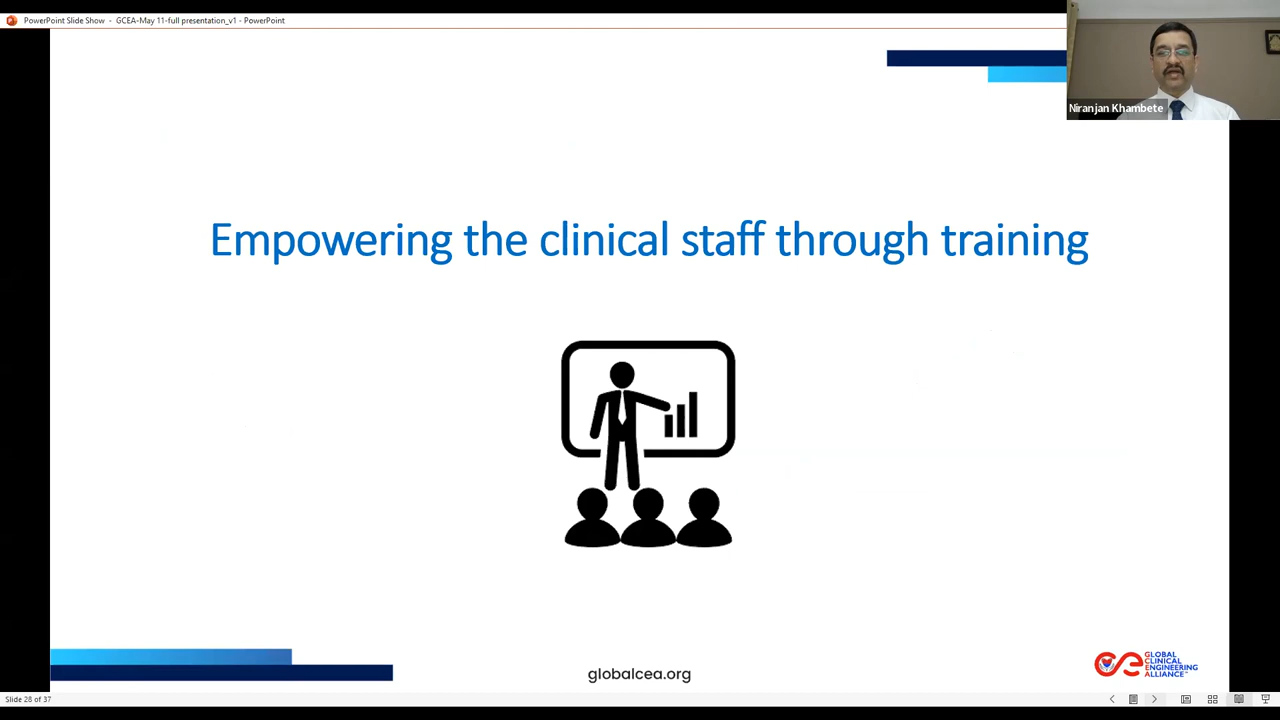 PowerPoint Slide Show - GCEA-May 11-full presentation_v1 - PowerPoint
Niranjan Khambete
Empowering the clinical staff through training
globalcea.org
GLOBAL
CLINICAL
ENGINEERING
ALLIANCE™
Slide 28 of 37